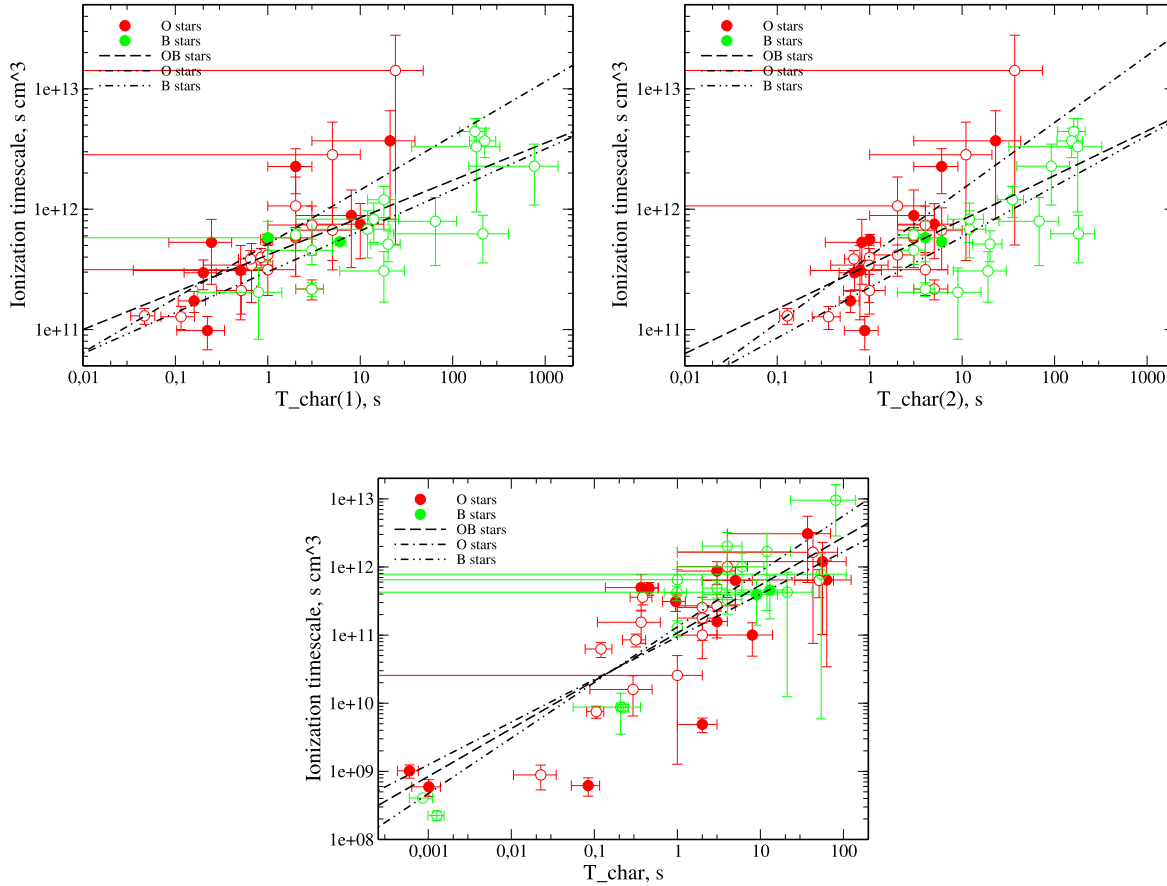 O stars
B stars
OB stars
O stars
B stars
1e+13
1e+12
1e+11
Ionization timescale, s cm^3
0,01 0,1 1 10 100 1000
T_char(1), s
O stars
B stars
OB stars
O stars
B stars
1e+13
1e+12
1e+11
Ionization timescale, s cm^3
0,01 0,1 1 10 100 1000
T_char(2), s
O stars
B stars
OB stars
O stars
B stars
1e+13
1e+12
1e+11
1e+10
1e+09
1e+08
Ionization timescale, s cm^3
0,001 0,01 0,1 1 10 100
T_char, s